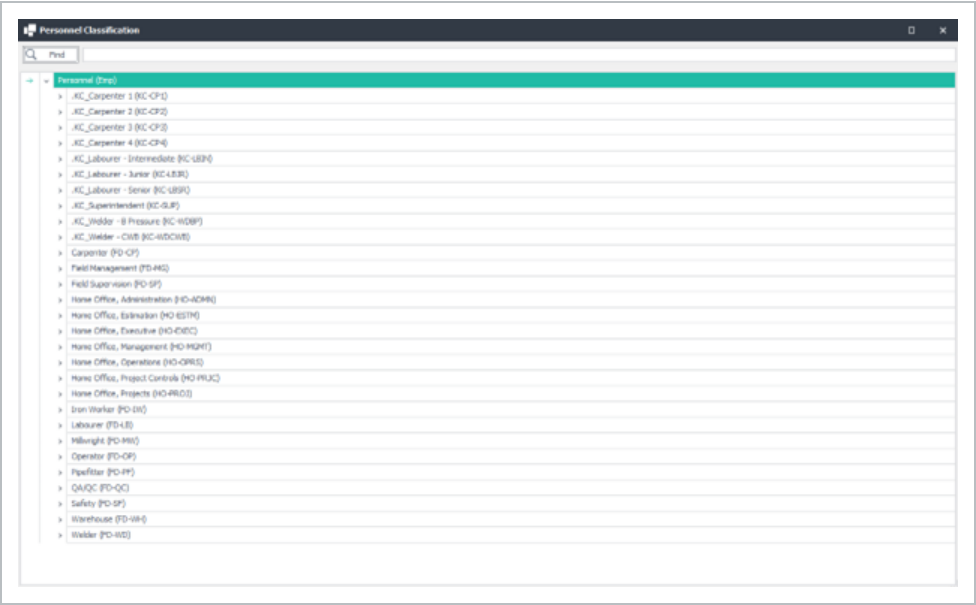 Personnel Classification
Find
Personnel (Emp)
.KC_Carpenter 1 (KC-CP1)
.KC_Carpenter 2 (KC-CP2)
.KC_Carpenter 3 (KC-CP3)
.KC_Carpenter 4 (KC-CP4)
.KC_Labourer - Intermediate (KC-LBIN)
.KC_Labourer - Junior (KC-LBJR)
.KC_Labourer - Senior (KC-LBSR)
.KC_Superintendent (KC-SUP)
.KC_Welder - B Pressure (KC-WDBP)
.KC_Welder - CWB (KC-WDCWB)
Carpenter (FD-CP)
Field Management (FD-MG)
Field Supervision (FD-SP)
Home Office, Administration (HO-ADMN)
Home Office, Estimation (HO-ESTM)
Home Office, Executive (HO-EXEC)
Home Office, Management (HO-MGMT)
Home Office, Operations (HO-OPRS)
Home Office, Project Controls (HO-PRJC)
Home Office, Projects (HO-PROJ)
Iron Worker (FD-IW)
Labourer (FD-LB)
Millwright (FD-MW)
Operator (FD-OP)
Pipefitter (FD-PF)
QA/QC (FD-QC)
Safety (FD-SF)
Warehouse (FD-WH)
Welder (FD-WD)